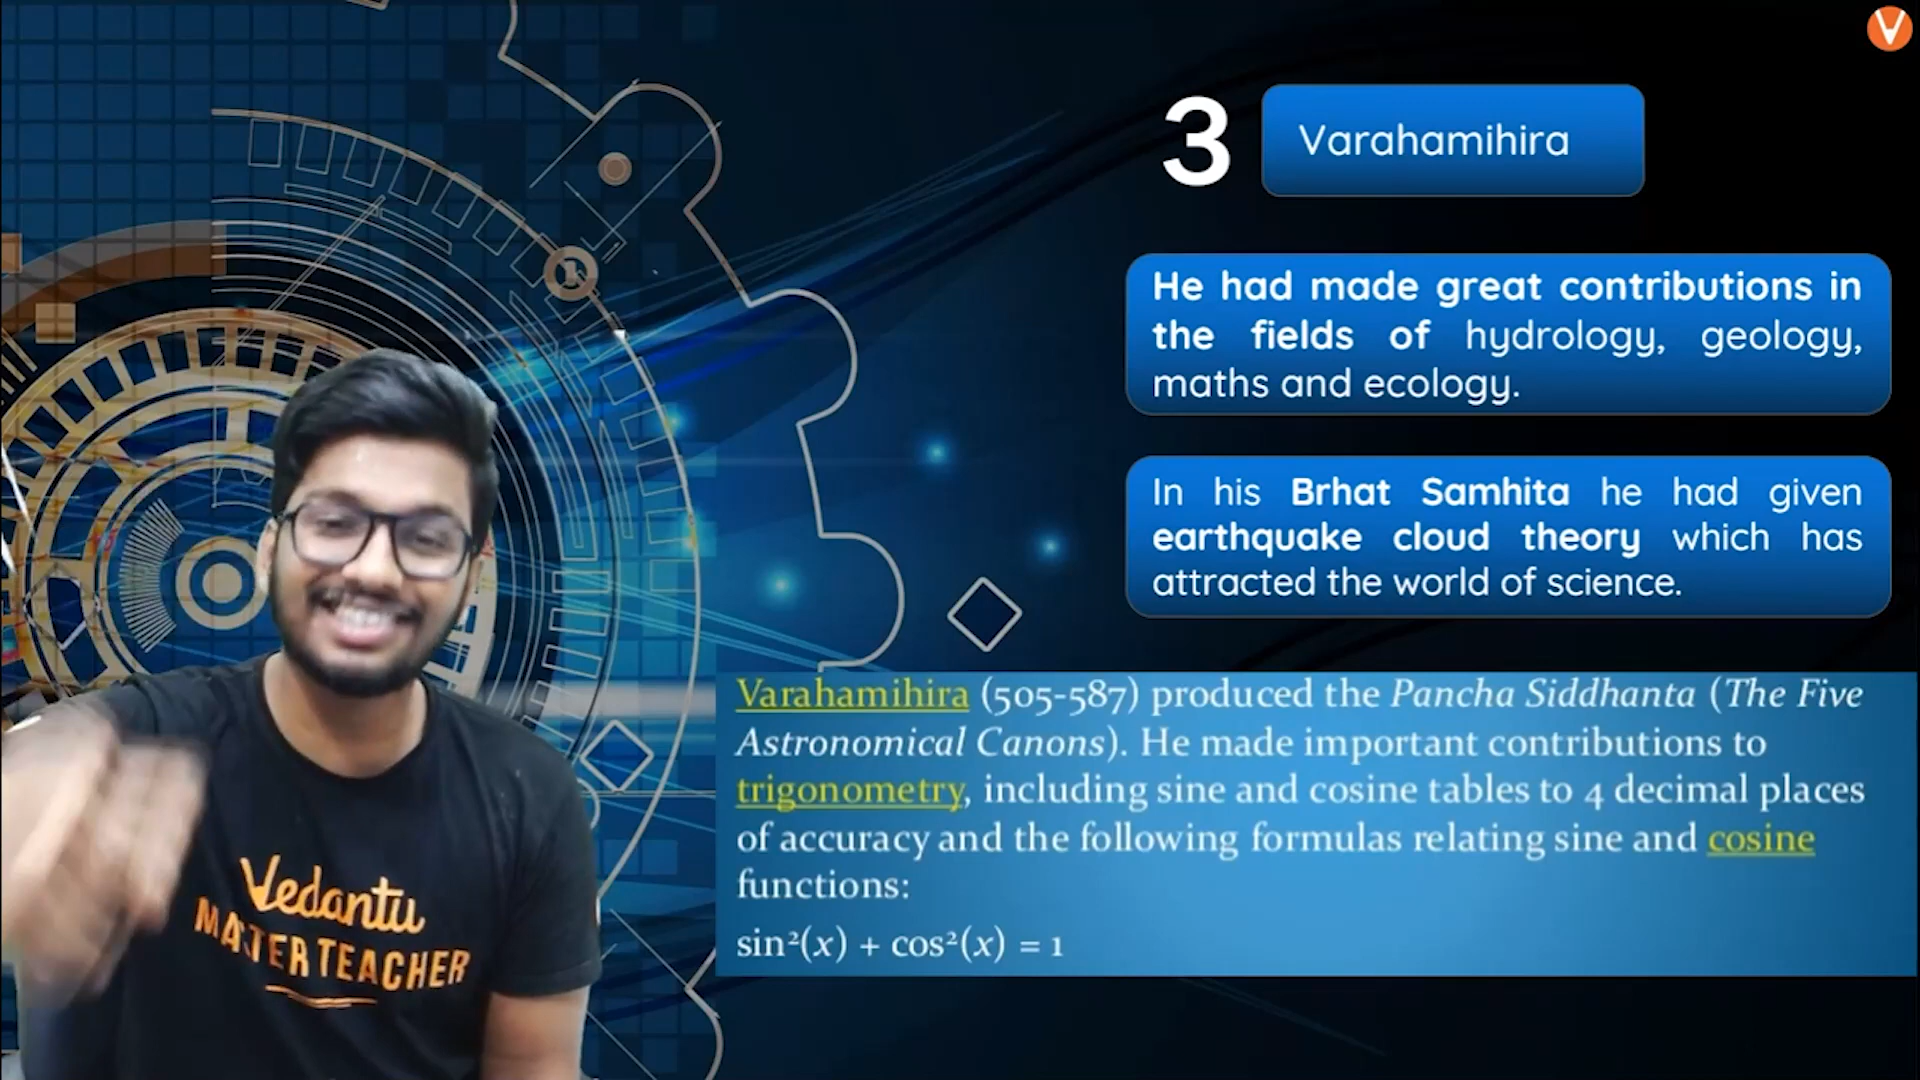 3
Varahamihira
He had made great contributions in
the fields of hydrology, geology,
maths and ecology.
In his Brhat Samhita he had given
earthquake cloud theory which has
attracted the world of science.
Varahamihira (505-587) produced the Pancha Siddhanta (The Five
Astronomical Canons). He made important contributions to
trigonometry, including sine and cosine tables to 4 decimal places
of accuracy and the following formulas relating sine and cosine
functions:
sin²(x) + cos²(x) = 1
Vedantu
MASTER TEACHER